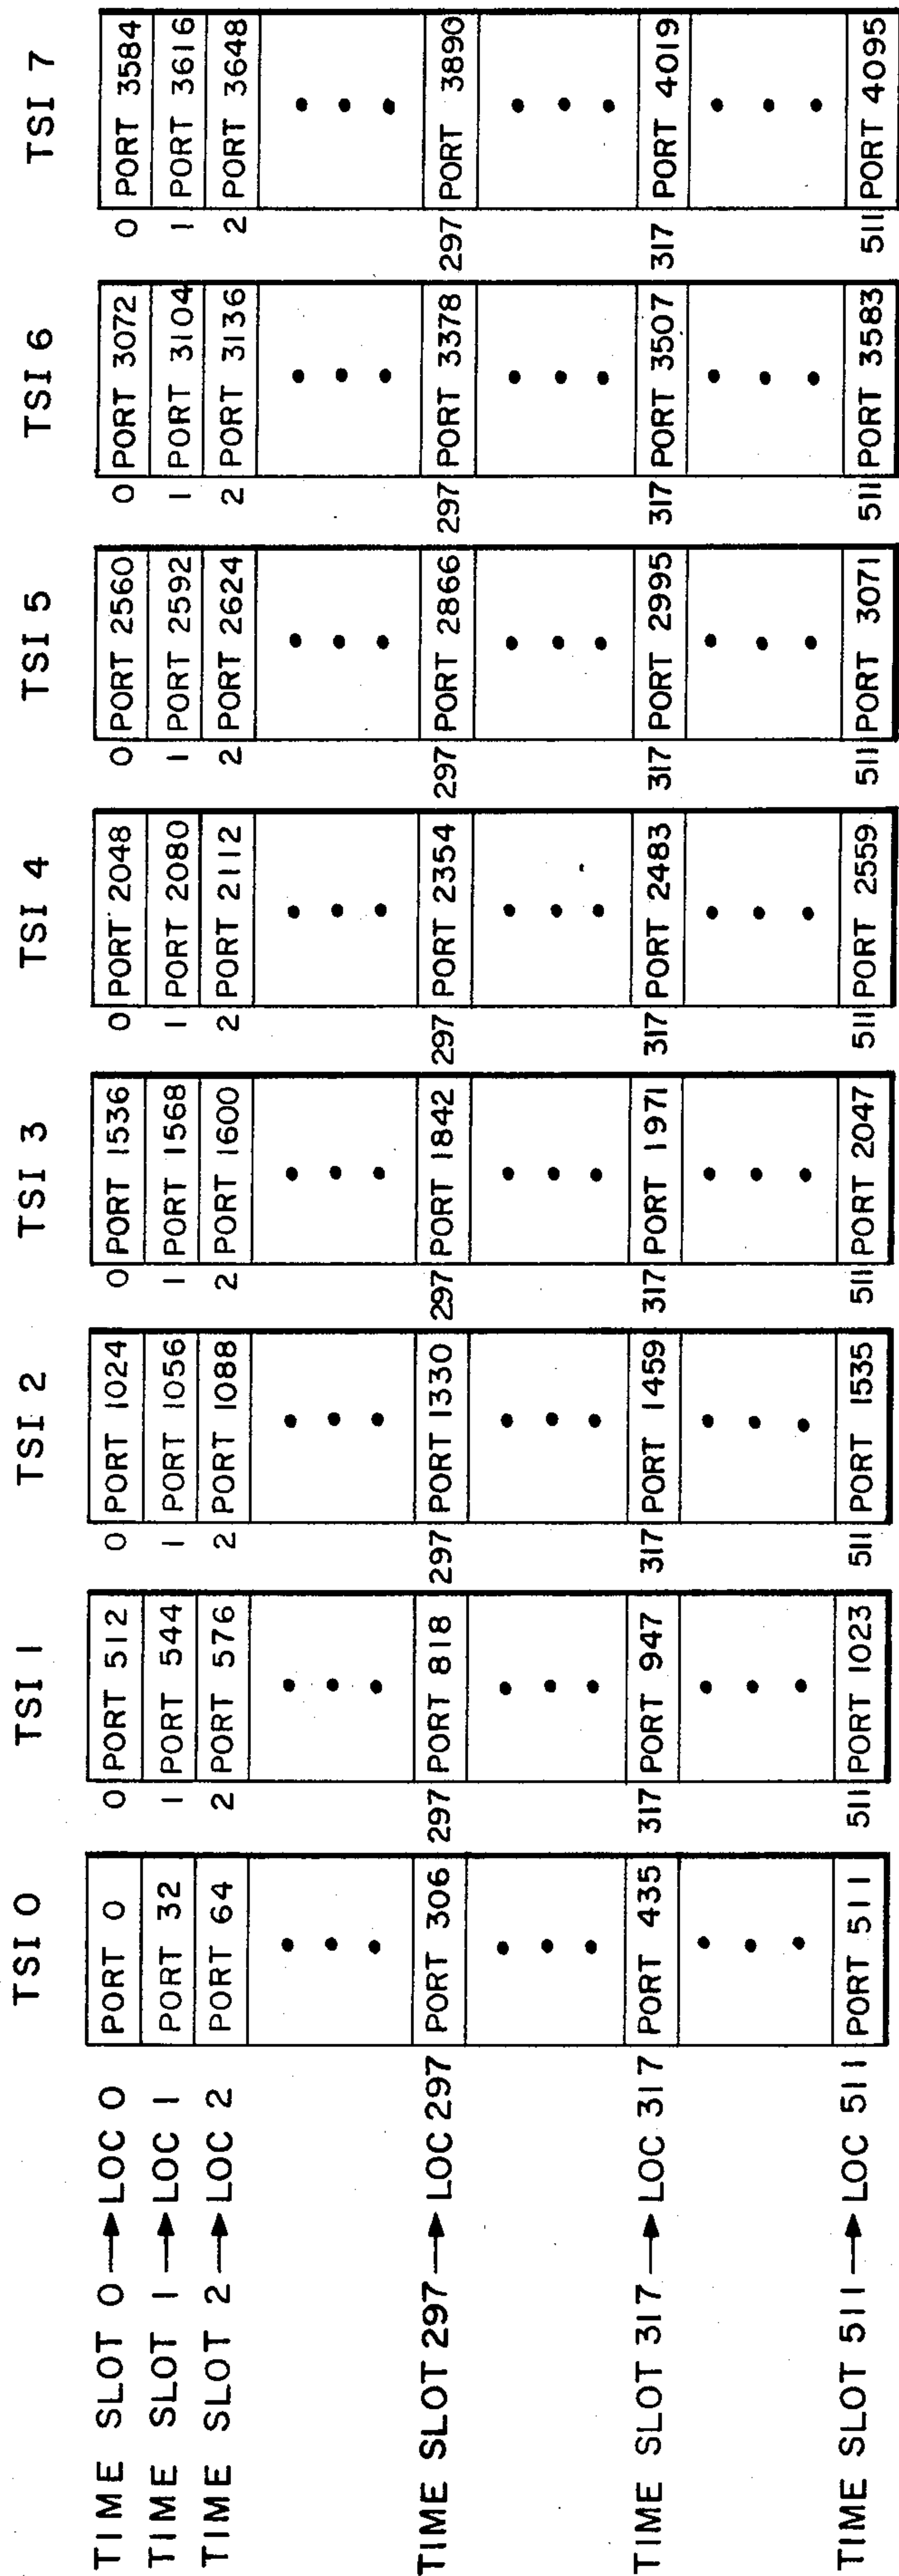 TSI 0 TSI 1 TSI 2 TSI 3 TSI 4 TSI 5 TSI 6 TSI 7
TIME SLOT 0 → LOC 0 PORT 0 0 PORT 512 0 PORT 1024 0 PORT 1536 0 PORT 2048 0 PORT 2560 0 PORT 3072 0 PORT 3584
TIME SLOT 1 → LOC 1 PORT 32 1 PORT 544 1 PORT 1056 1 PORT 1568 1 PORT 2080 1 PORT 2592 1 PORT 3104 1 PORT 3616
TIME SLOT 2 → LOC 2 PORT 64 2 PORT 576 2 PORT 1088 2 PORT 1600 2 PORT 2112 2 PORT 2624 2 PORT 3136 2 PORT 3648
TIME SLOT 297 → LOC 297 PORT 306 297 PORT 818 297 PORT 1330 297 PORT 1842 297 PORT 2354 297 PORT 2866 297 PORT 3378 297 PORT 3890
TIME SLOT 317 → LOC 317 PORT 435 317 PORT 947 317 PORT 1459 317 PORT 1971 317 PORT 2483 317 PORT 2995 317 PORT 3507 317 PORT 4019
TIME SLOT 511 → LOC 511 PORT 511 511 PORT 1023 511 PORT 1535 511 PORT 2047 511 PORT 2559 511 PORT 3071 511 PORT 3583 511 PORT 4095